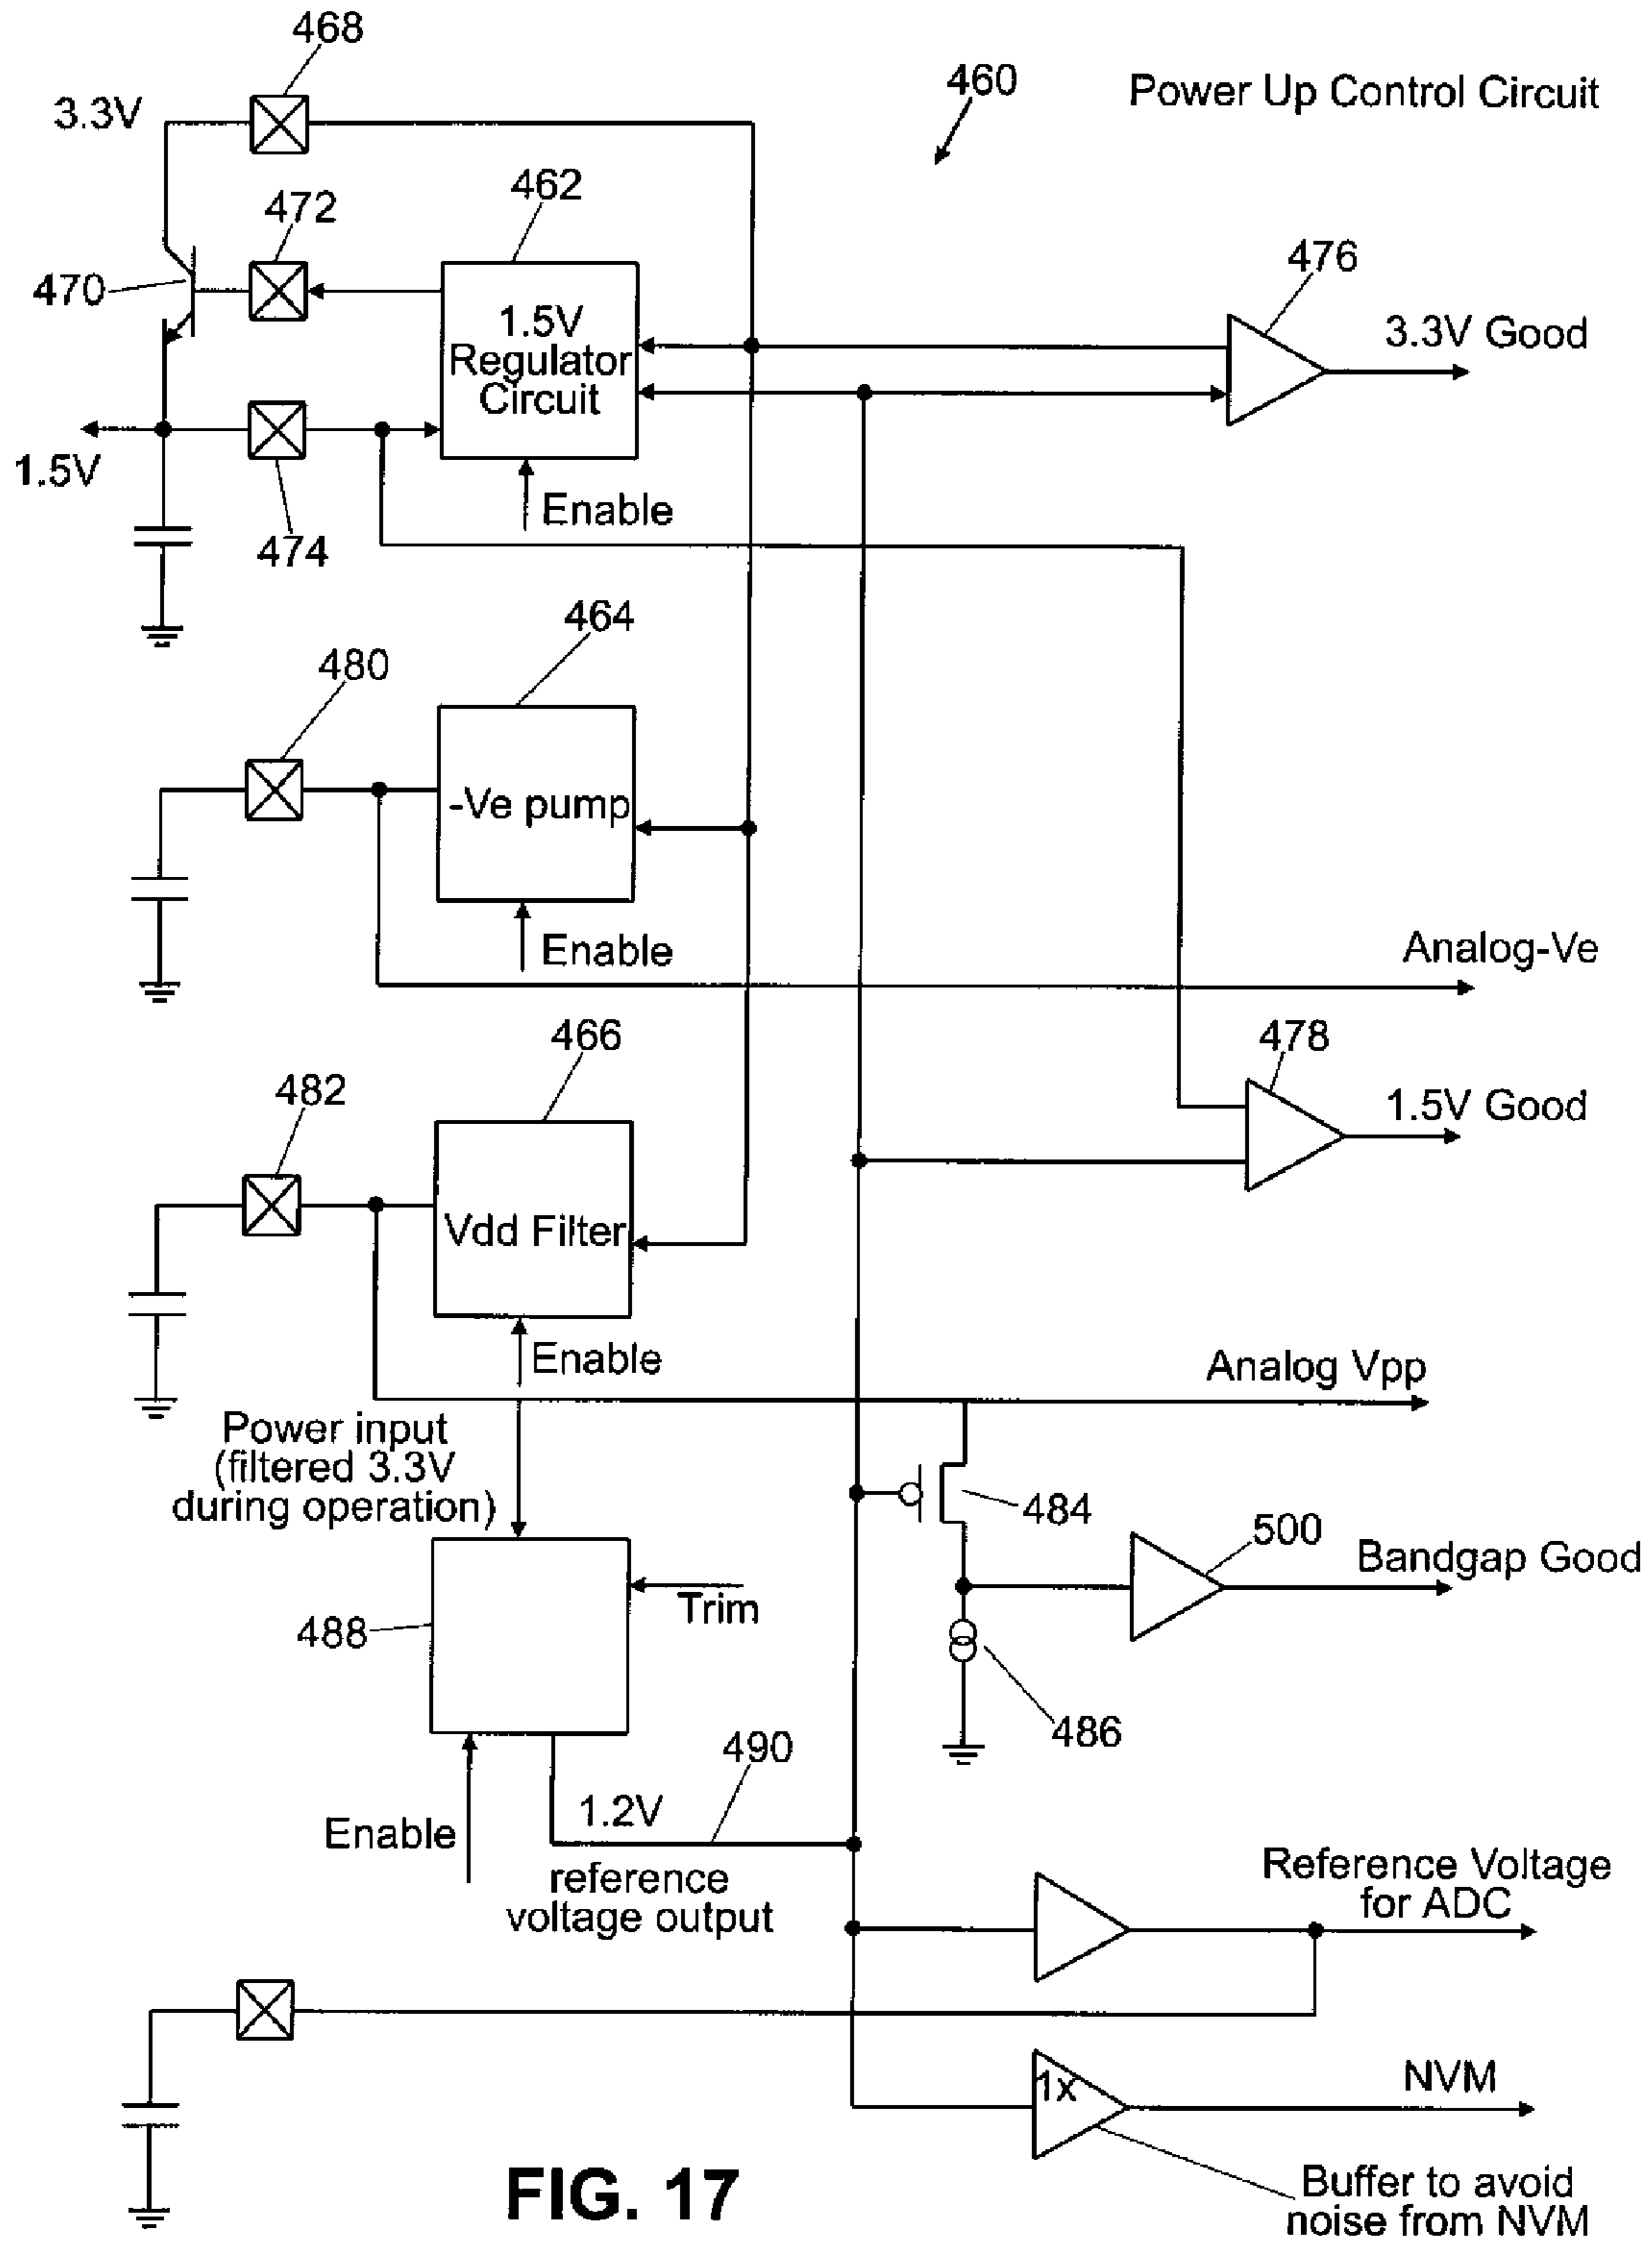 468
3.3V
460
Power Up Control Circuit
472
462
470
476
1.5V
Regulator
Circuit
3.3V Good
1.5V
474
Enable
464
480
-Ve pump
Enable
Analog-Ve
466
478
482
1.5V Good
Vdd Filter
Enable
Analog Vpp
Power input
(filtered 3.3V
during operation)
484
500
Bandgap Good
Trim
488
486
490
1.2V
Enable
reference
voltage output
Reference Voltage
for ADC
1x
NVM
Buffer to avoid
noise from NVM
FIG. 17